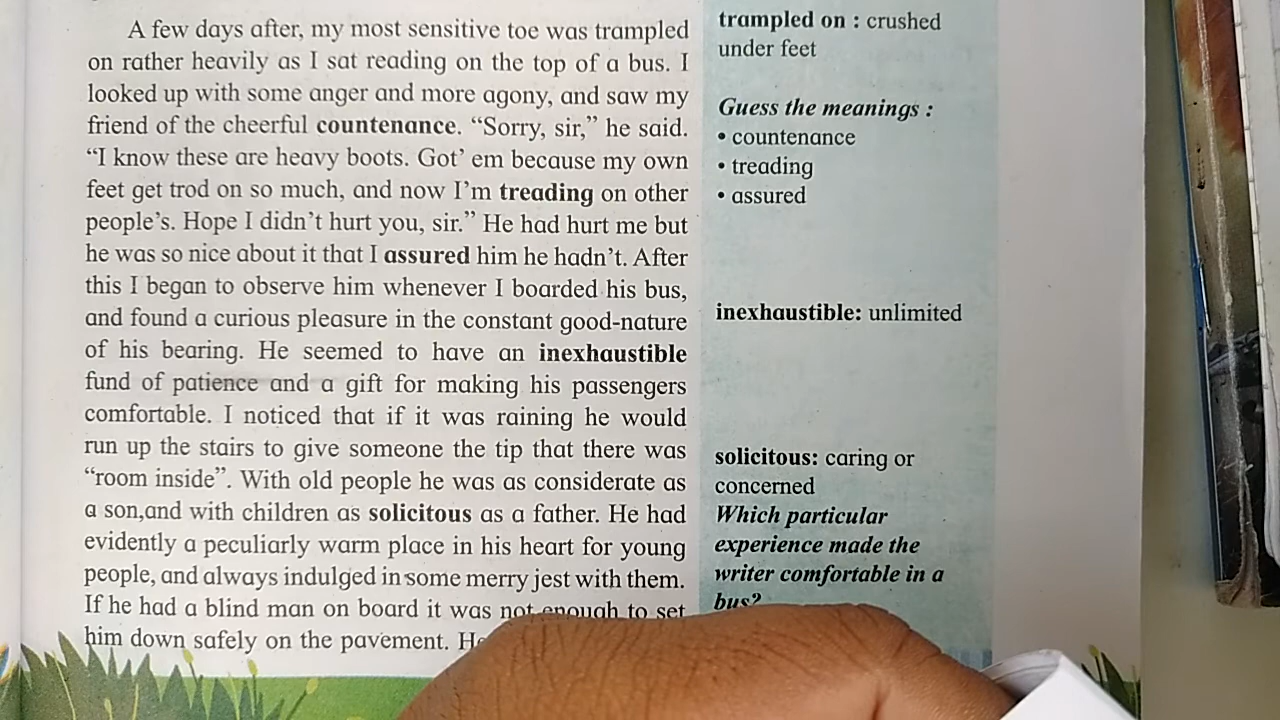 A few days after, my most sensitive toe was trampled
on rather heavily as I sat reading on the top of a bus. I
looked up with some anger and more agony, and saw my
friend of the cheerful countenance. “Sorry, sir,” he said.
“I know these are heavy boots. Got’ em because my own
feet get trod on so much, and now I’m treading on other
people’s. Hope I didn’t hurt you, sir.” He had hurt me but
he was so nice about it that I assured him he hadn’t. After
this I began to observe him whenever I boarded his bus,
and found a curious pleasure in the constant good-nature
of his bearing. He seemed to have an inexhaustible
fund of patience and a gift for making his passengers
comfortable. I noticed that if it was raining he would
run up the stairs to give someone the tip that there was
“room inside”. With old people he was as considerate as
a son,and with children as solicitous as a father. He had
evidently a peculiarly warm place in his heart for young
people, and always indulged in some merry jest with them.
If he had a blind man on board it was not enough to set
him down safely on the pavement. He
trampled on : crushed
under feet
Guess the meanings :
• countenance
• treading
• assured
inexhaustible: unlimited
solicitous: caring or
concerned
Which particular
experience made the
writer comfortable in a
bus?